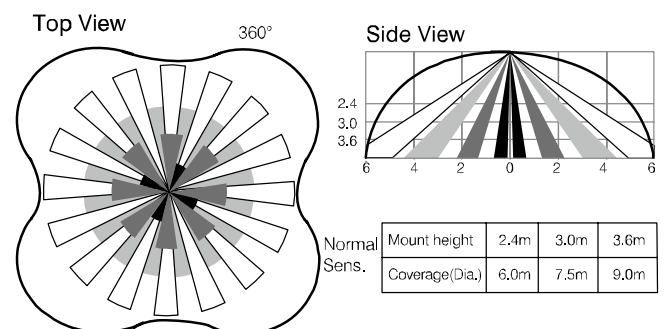 Top View
360°
Side View
2.4
3.0
3.6
6 4 2 0 2 4 6
Normal Sens.
Mount height 2.4m 3.0m 3.6m
Coverage(Dia.) 6.0m 7.5m 9.0m